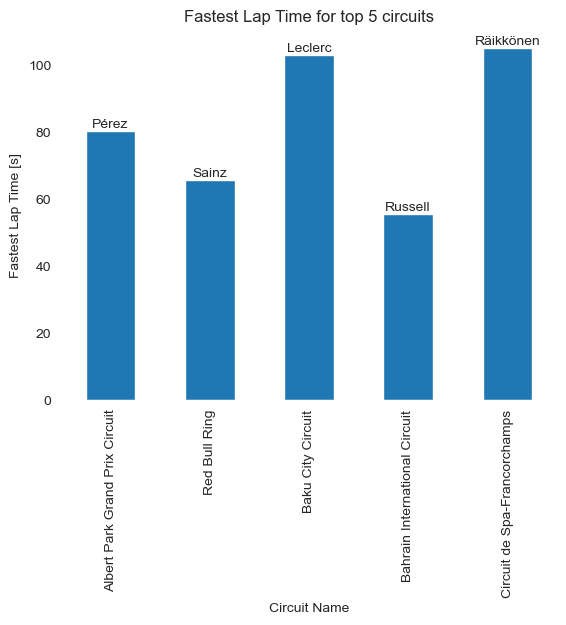 Fastest Lap Time for top 5 circuits
Fastest Lap Time [s]
100
80
60
40
20
0
Pérez
Sainz
Leclerc
Russell
Räikkönen
Albert Park Grand Prix Circuit
Red Bull Ring
Baku City Circuit
Bahrain International Circuit
Circuit de Spa-Francorchamps
Circuit Name